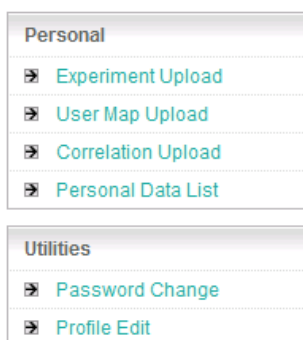 Personal
Experiment Upload
User Map Upload
Correlation Upload
Personal Data List
Utilities
Password Change
Profile Edit